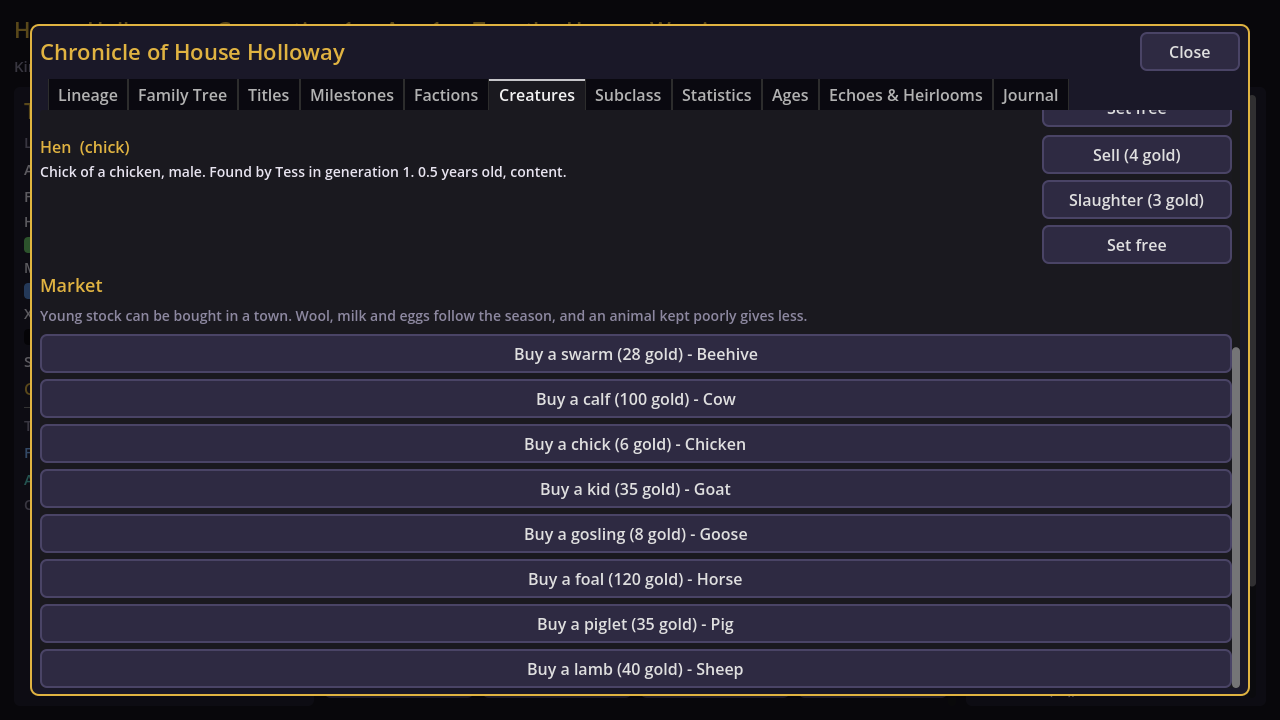 Chronicle of House Holloway
Close
Lineage
Family Tree
Titles
Milestones
Factions
Creatures
Subclass
Statistics
Ages
Echoes & Heirlooms
Journal
Set free
Hen (chick)
Sell (4 gold)
Chick of a chicken, male. Found by Tess in generation 1. 0.5 years old, content.
Slaughter (3 gold)
Set free
Market
Young stock can be bought in a town. Wool, milk and eggs follow the season, and an animal kept poorly gives less.
Buy a swarm (28 gold) - Beehive
Buy a calf (100 gold) - Cow
Buy a chick (6 gold) - Chicken
Buy a kid (35 gold) - Goat
Buy a gosling (8 gold) - Goose
Buy a foal (120 gold) - Horse
Buy a piglet (35 gold) - Pig
Buy a lamb (40 gold) - Sheep